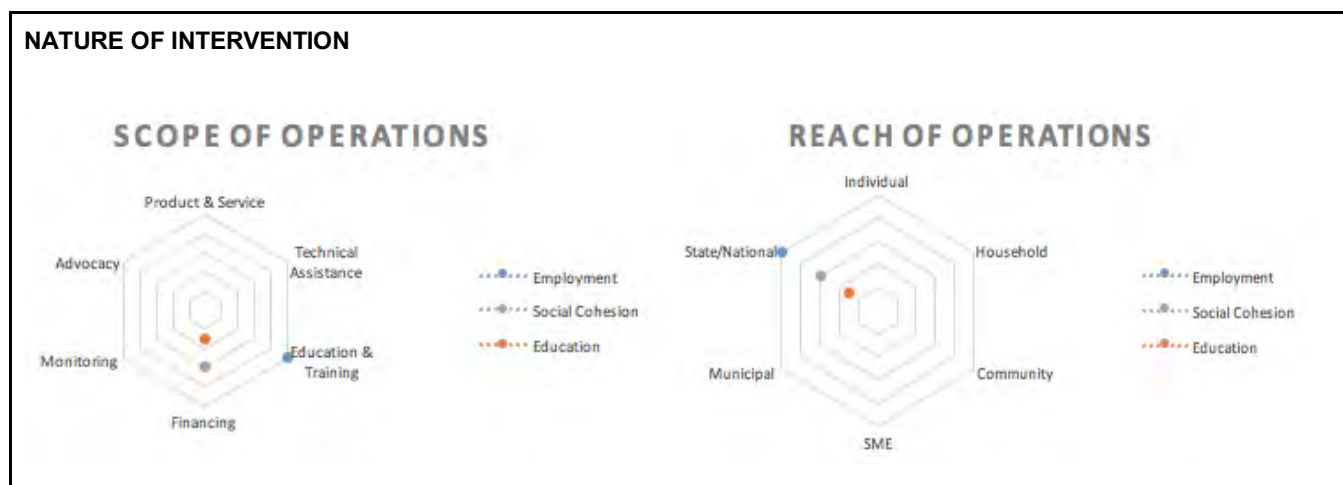 NATURE OF INTERVENTION
SCOPE OF OPERATIONS
Product & Service
Technical
Assistance
Education &
Training
Financing
Monitoring
Advocacy
Employment
Social Cohesion
Education
REACH OF OPERATIONS
Individual
Household
Community
SME
Municipal
State/National
Employment
Social Cohesion
Education